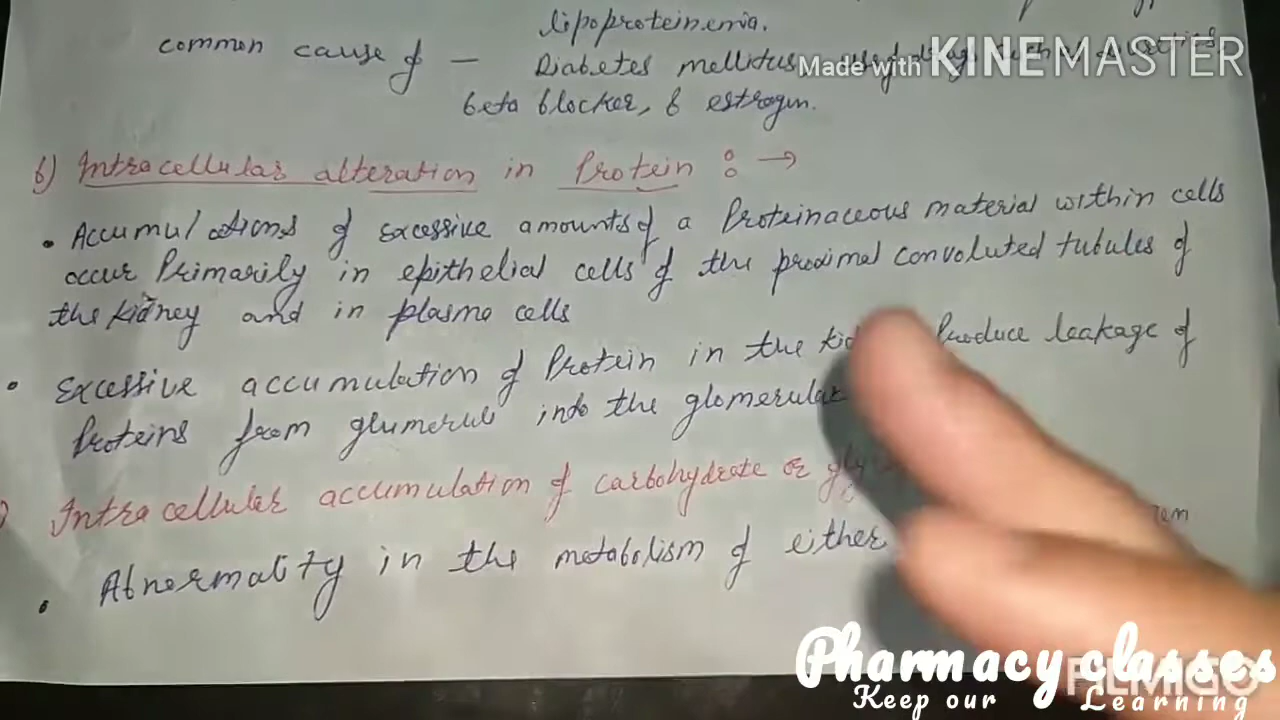 lipoproteinemia.
common cause of — Diabetes mellitus
beta blocker, & estrogen.
b) Intracellular alteration in Protein : →
• Accumulations of excessive amounts of a Proteinaceous material within cells
occur Primarily in epithelial cells of the proximal convoluted tubules of
the kidney and in plasma cells
• Excessive accumulation of Protein in the Produce leakage of
Proteins from glumerul into the glomerular
Intracellular accumulation of carbohydrate or
• Abnormality in the metabolism of either
Made with KINEMASTER
Pharmacy classes
Keep our Learning
FILMIGO